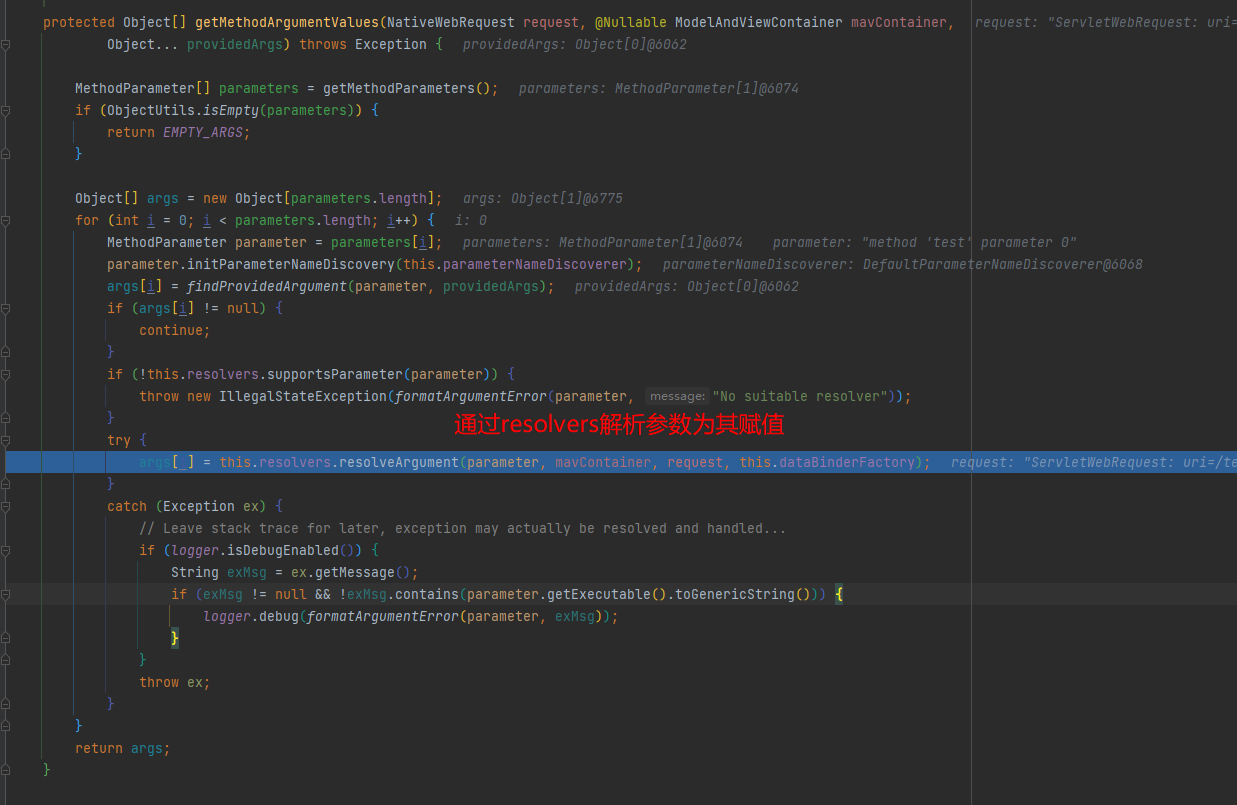 protected Object[] getMethodArgumentValues(NativeWebRequest request, @Nullable ModelAndViewContainer mavContainer,  request: "ServletWebRequest: uri=
        Object... providedArgs) throws Exception {  providedArgs: Object[0]@6062
    MethodParameter[] parameters = getMethodParameters();  parameters: MethodParameter[1]@6074
    if (ObjectUtils.isEmpty(parameters)) {
        return EMPTY_ARGS;
    }
    Object[] args = new Object[parameters.length];  args: Object[1]@6775
    for (int i = 0; i < parameters.length; i++) {  i: 0
        MethodParameter parameter = parameters[i];  parameters: MethodParameter[1]@6074  parameter: "method 'test' parameter 0"
        parameter.initParameterNameDiscovery(this.parameterNameDiscoverer);  parameterNameDiscoverer: DefaultParameterNameDiscoverer@6068
        args[i] = findProvidedArgument(parameter, providedArgs);  providedArgs: Object[0]@6062
        if (args[i] != null) {
            continue;
        }
        if (!this.resolvers.supportsParameter(parameter)) {
            throw new IllegalStateException(formatArgumentError(parameter, message: "No suitable resolver"));
        }
通过resolvers解析参数为其赋值
        try {
            args[_] = this.resolvers.resolveArgument(parameter, mavContainer, request, this.dataBinderFactory);  request: "ServletWebRequest: uri=/te
        }
        catch (Exception ex) {
            // Leave stack trace for later, exception may actually be resolved and handled...
            if (logger.isDebugEnabled()) {
                String exMsg = ex.getMessage();
                if (exMsg != null && !exMsg.contains(parameter.getExecutable().toGenericString())) {
                    logger.debug(formatArgumentError(parameter, exMsg));
                }
            }
            throw ex;
        }
    }
    return args;
}